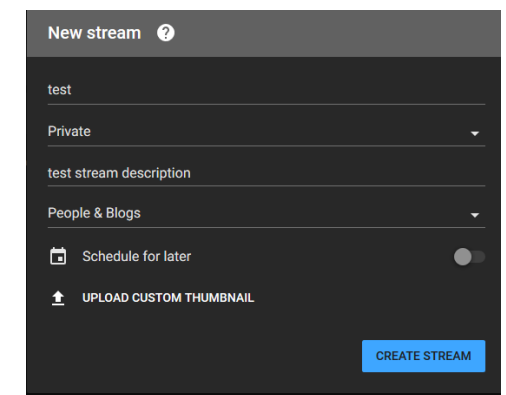 New stream ?
test
Private
test stream description
People & Blogs
Schedule for later
UPLOAD CUSTOM THUMBNAIL
CREATE STREAM